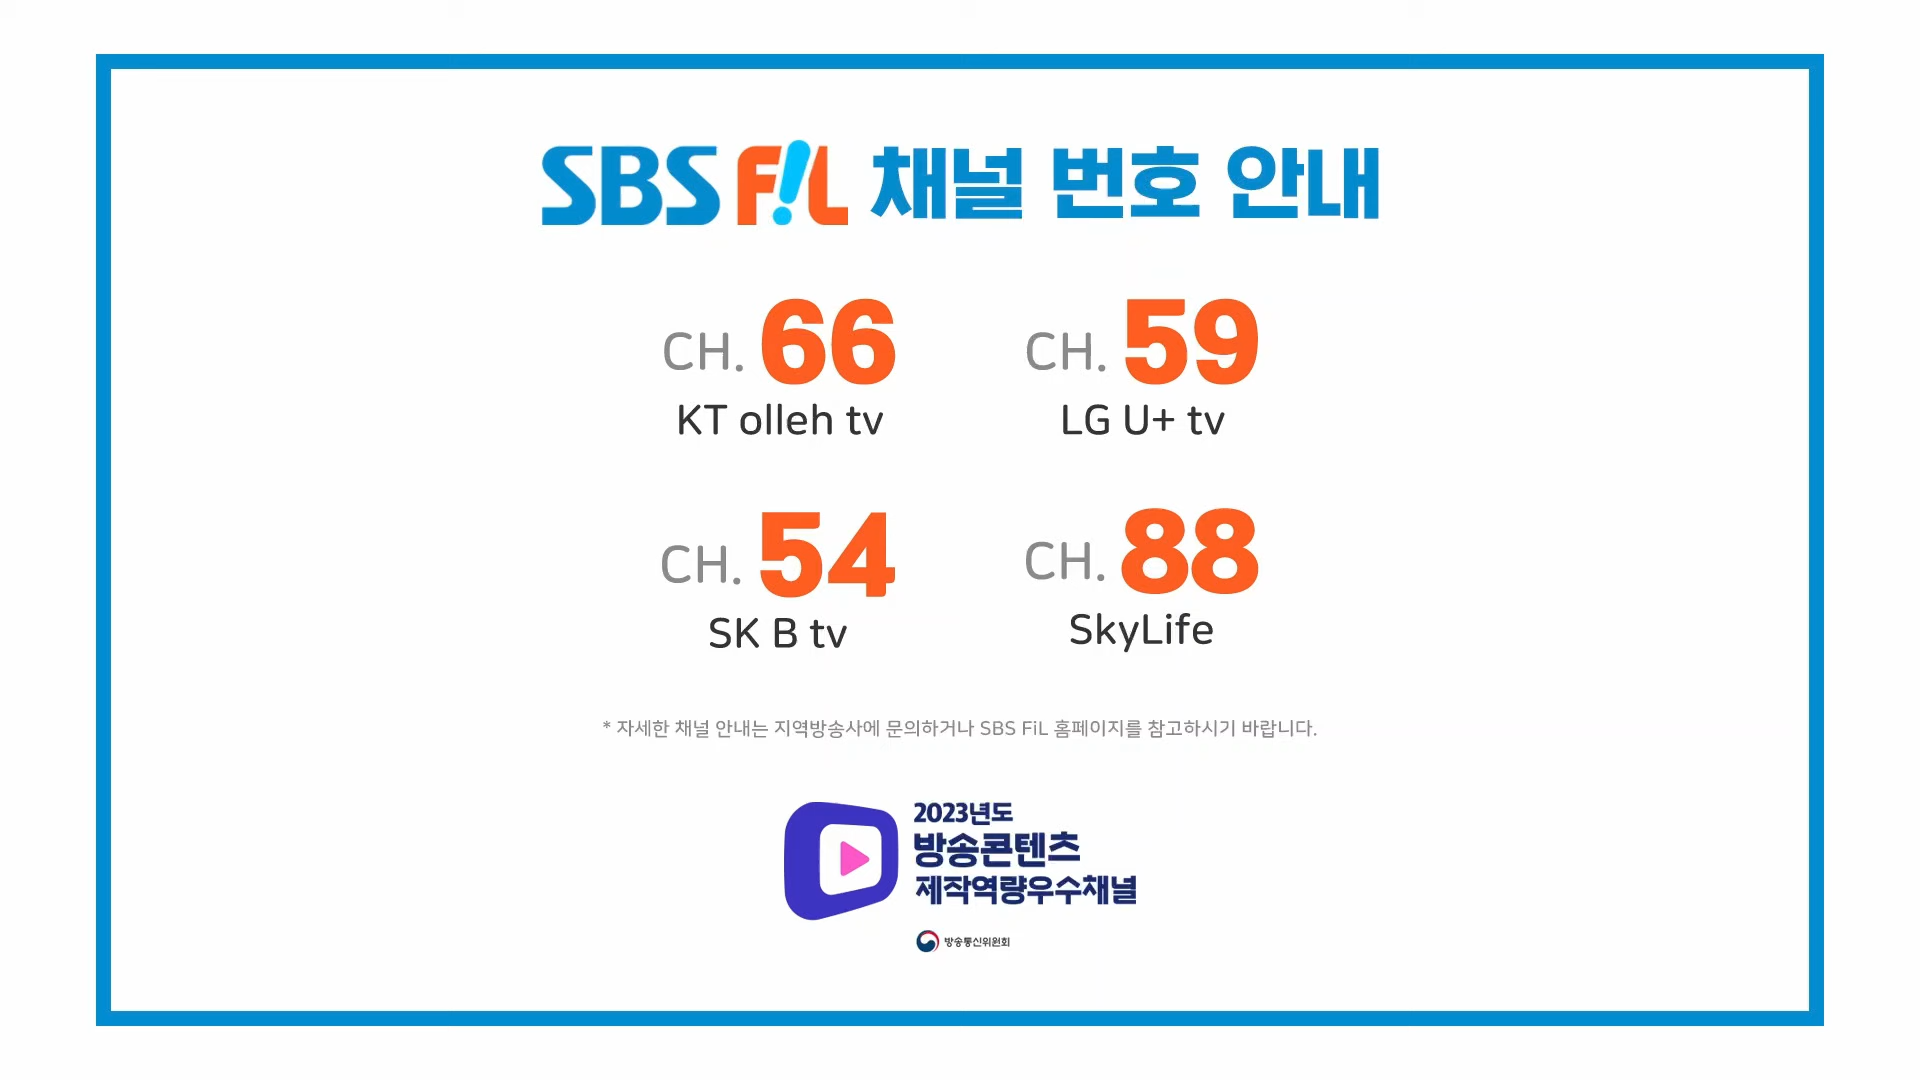 SBS F!L 채널 번호 안내
CH. 66
KT olleh tv
CH. 59
LG U+ tv
CH. 54
SK B tv
CH. 88
SkyLife
* 자세한 채널 안내는 지역방송사에 문의하거나 SBS FiL 홈페이지를 참고하시기 바랍니다.
2023년도
방송콘텐츠
제작역량우수채널
방송통신위원회